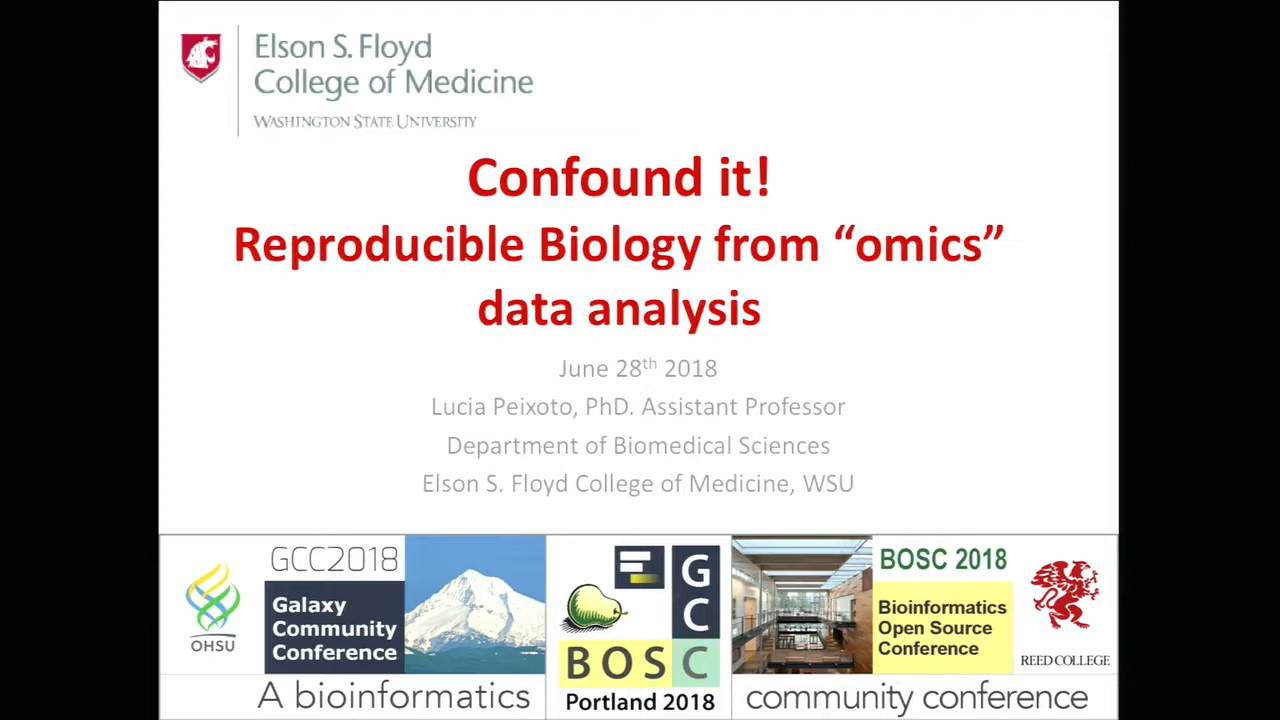 Elson S. Floyd
College of Medicine
WASHINGTON STATE UNIVERSITY
Confound it!
Reproducible Biology from “omics”
data analysis
June 28th 2018
Lucia Peixoto, PhD. Assistant Professor
Department of Biomedical Sciences
Elson S. Floyd College of Medicine, WSU
OHSU
GCC2018
Galaxy
Community
Conference
G
C
BOSC
Portland 2018
BOSC 2018
Bioinformatics
Open Source
Conference
REED COLLEGE
A bioinformatics
community conference